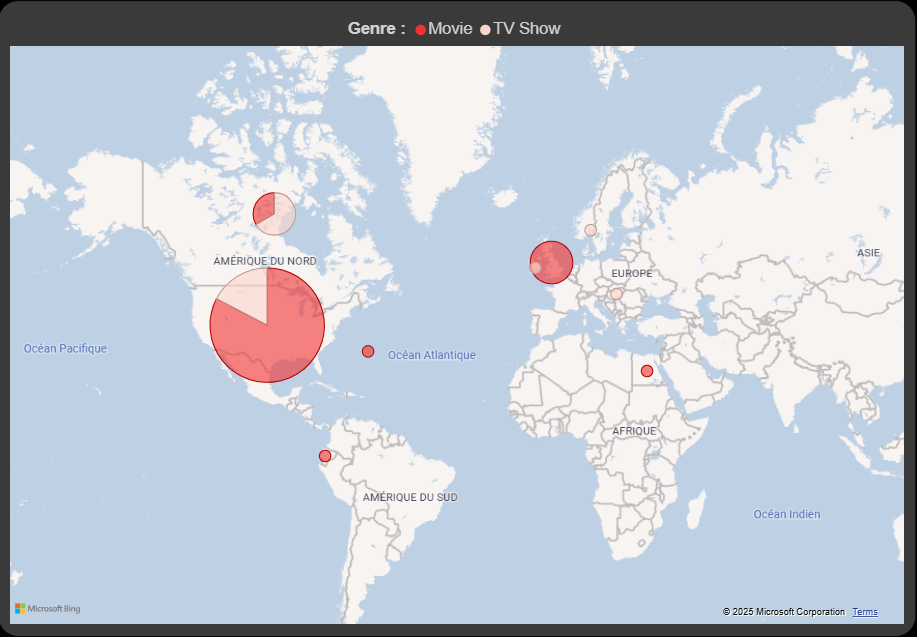 Genre : Movie TV Show
AMÉRIQUE DU NORD
ASIE
EUROPE
Océan Pacifique
Océan Atlantique
AFRIQUE
AMÉRIQUE DU SUD
Océan Indien
Microsoft Bing
© 2025 Microsoft Corporation Terms